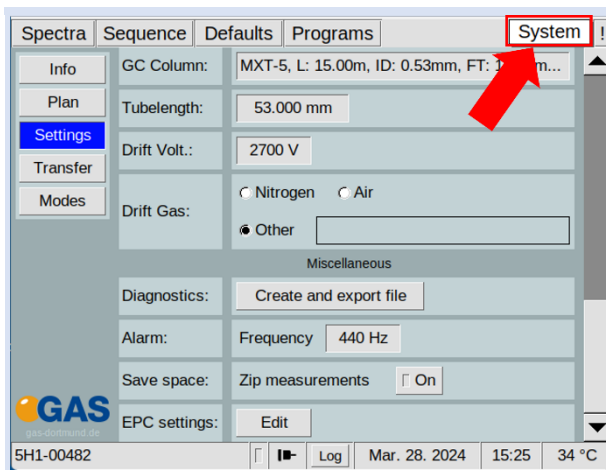 Spectra Sequence Defaults Programs System !
Info
Plan
Settings
Transfer
Modes
GC Column: MXT-5, L: 15.00m, ID: 0.53mm, FT: m...
Tubelength: 53.000 mm
Drift Volt.: 2700 V
Drift Gas: Nitrogen Air
Other
Miscellaneous
Diagnostics: Create and export file
Alarm: Frequency 440 Hz
Save space: Zip measurements On
EPC settings: Edit
GAS
gas-dortmund.de
5H1-00482 Log Mar. 28. 2024 15:25 34 °C